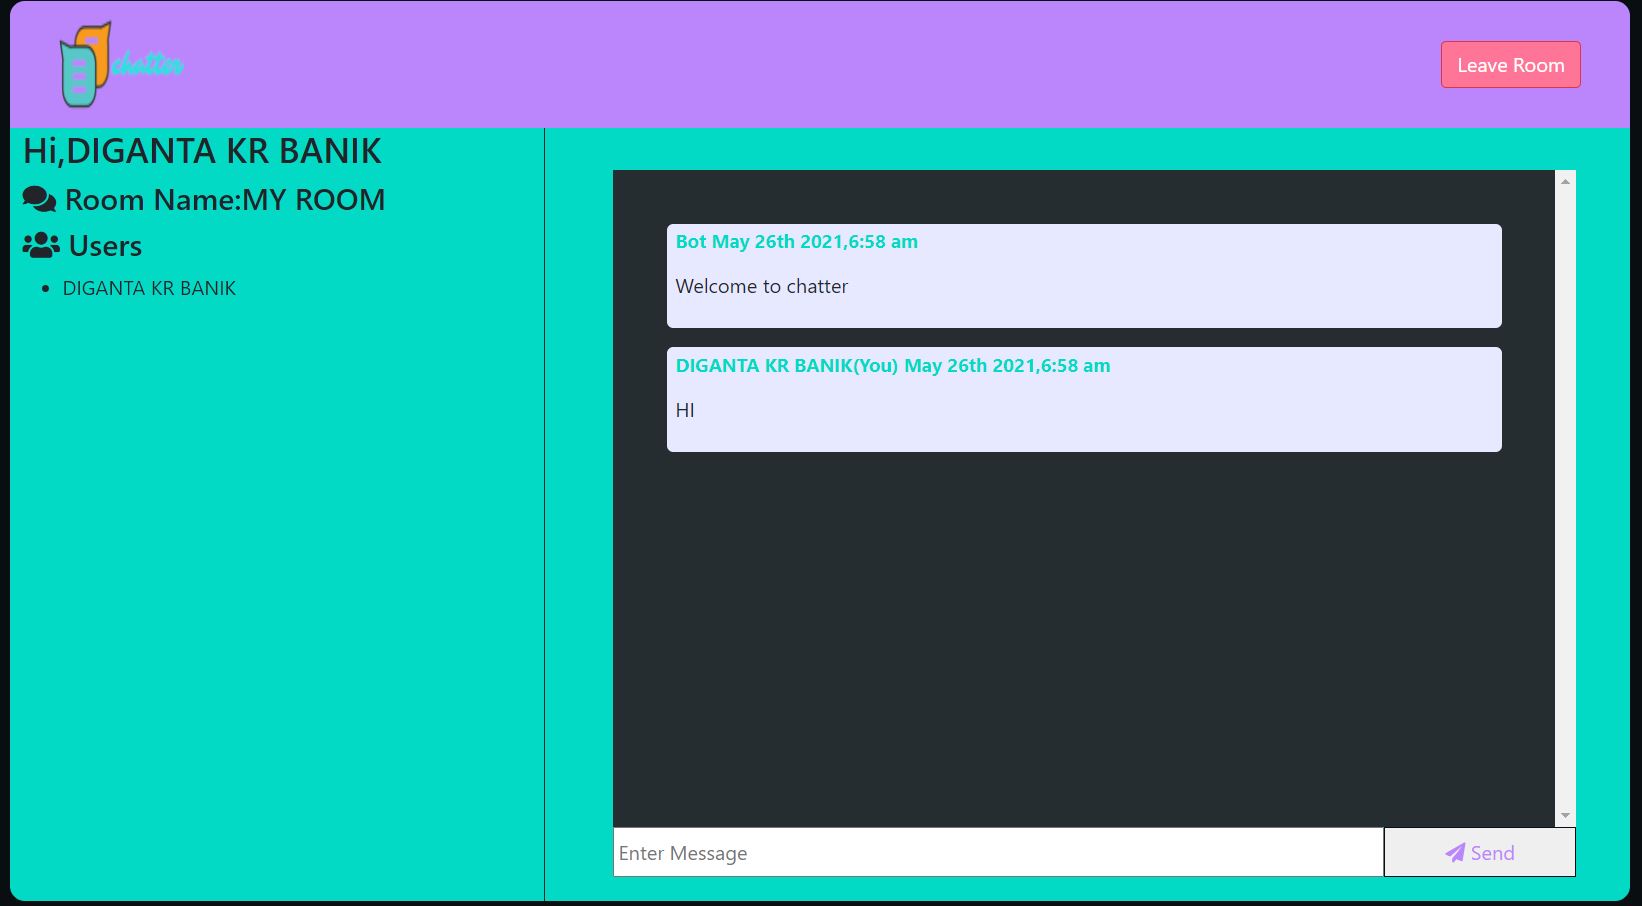 chatter
Leave Room
Hi,DIGANTA KR BANIK
Room Name:MY ROOM
Users
DIGANTA KR BANIK
Bot May 26th 2021,6:58 am
Welcome to chatter
DIGANTA KR BANIK(You) May 26th 2021,6:58 am
HI
Enter Message
Send